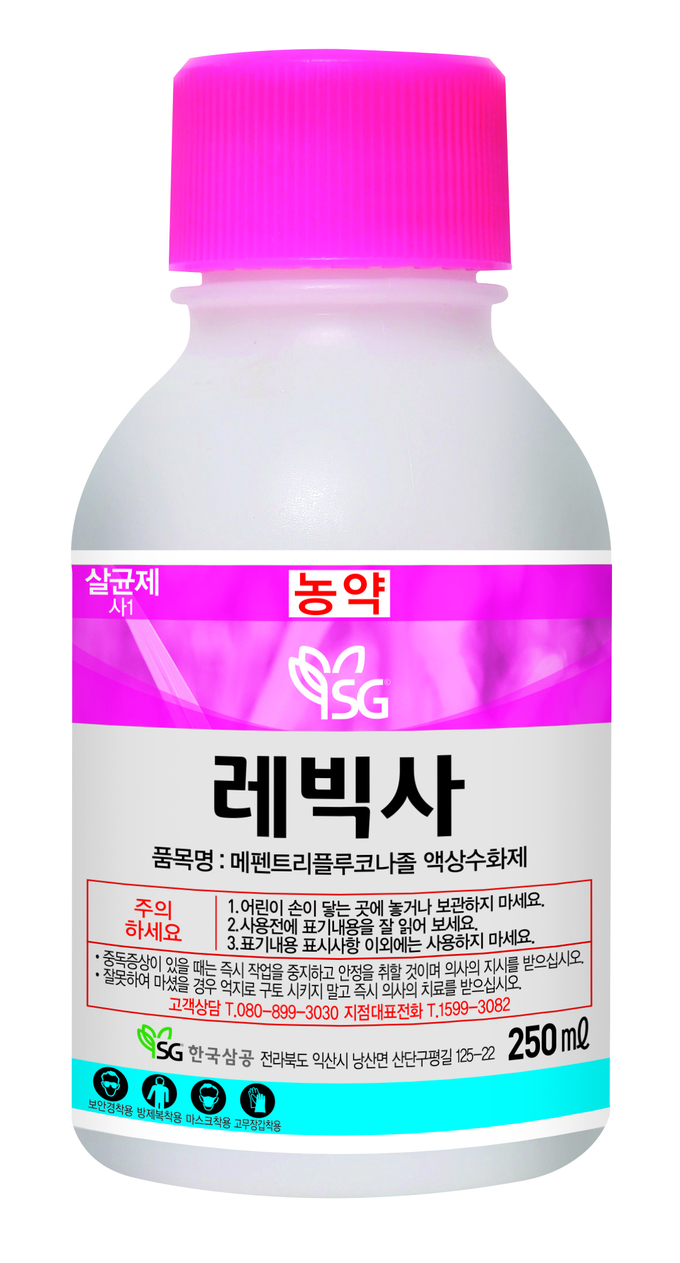 살균제
사1
농약
SG
레빅사
품목명 : 메펜트리플루코나졸 액상수화제
주의
하세요
1.어린이 손이 닿는 곳에 놓거나 보관하지 마세요.
2.사용전에 표기내용을 잘 읽어 보세요.
3.표기내용 표시사항 이외에는 사용하지 마세요.
• 중독증상이 있을 때는 즉시 작업을 중지하고 안정을 취할 것이며 의사의 지시를 받으십시오.
• 잘못하여 마셨을 경우 억지로 구토 시키지 말고 즉시 의사의 치료를 받으십시오.
고객상담 T.080-899-3030 지점대표전화 T.1599-3082
SG 한국삼공 전라북도 익산시 낭산면 산단구평길 125-22 250㎖
보안경착용 방제복착용 마스크착용 고무장갑착용